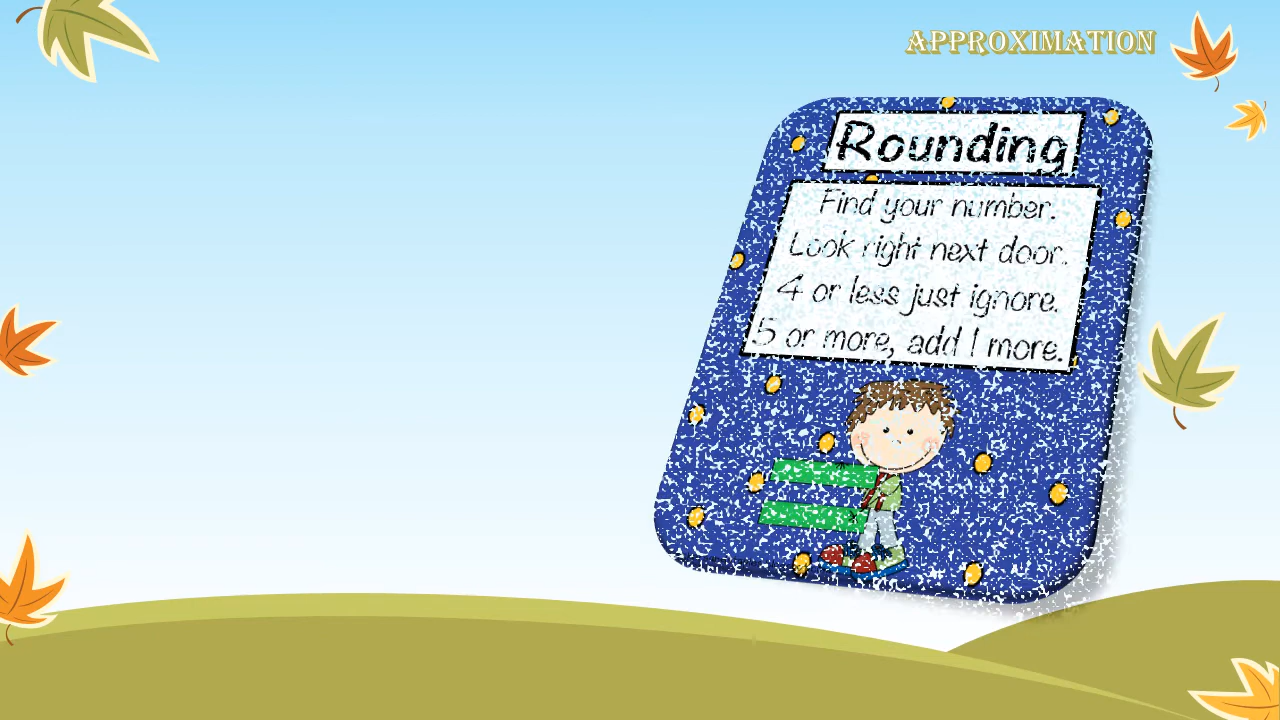 APPROXIMATION
Rounding
Find your number.
Look right next door.
4 or less just ignore.
5 or more, add 1 more.